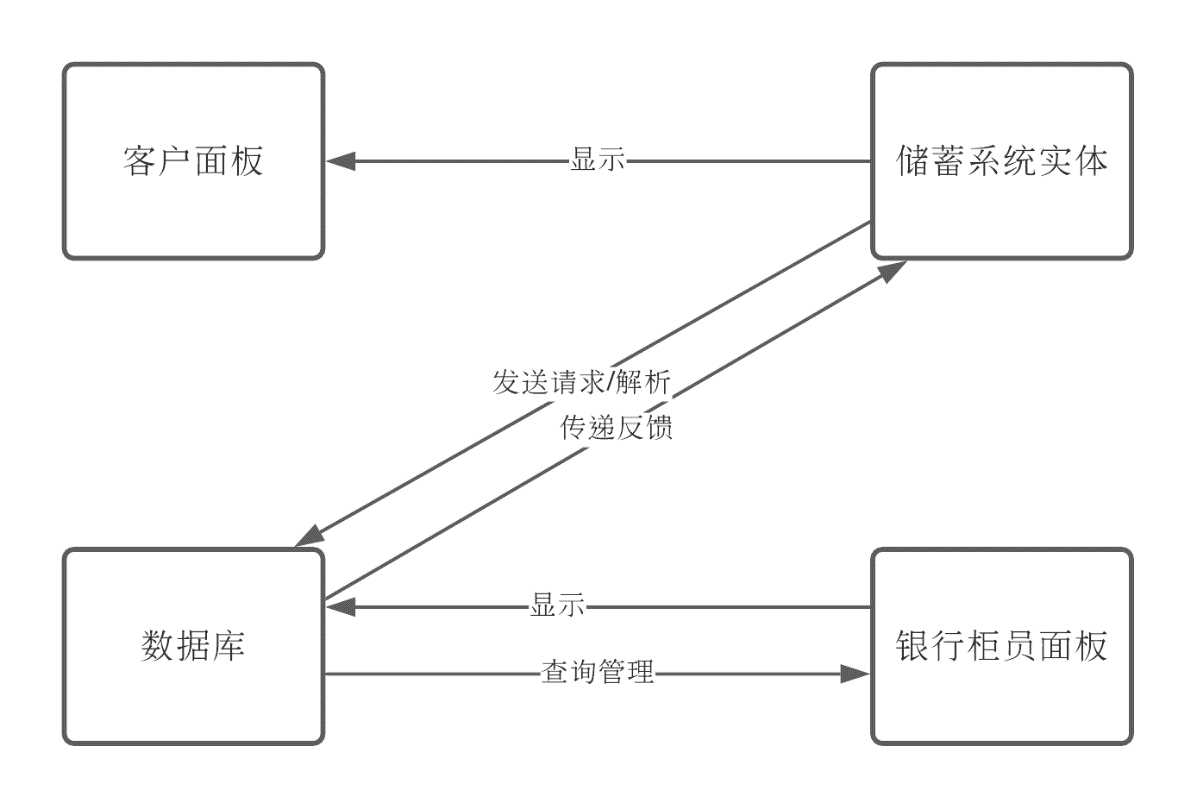 客户面板
显示
储蓄系统实体
发送请求/解析
传递反馈
数据库
显示
查询管理
银行柜员面板